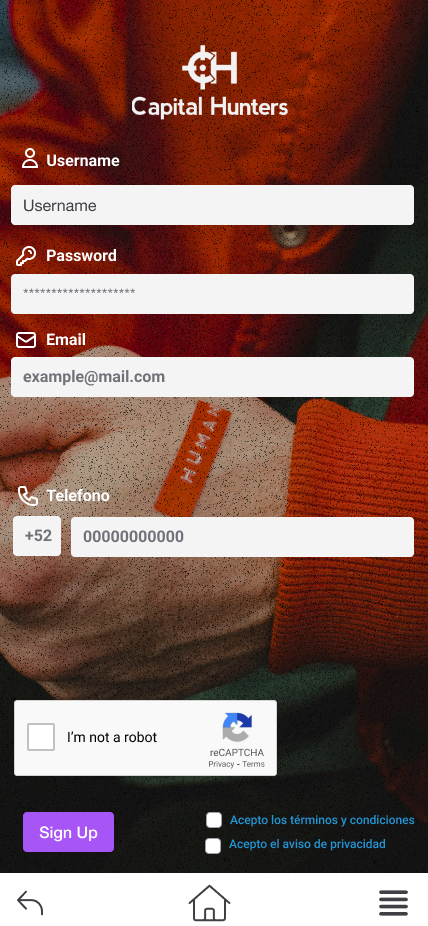 CH
Capital Hunters
Username
Username
Password
********************
Email
example@mail.com
HUMAN
Telefono
+52 00000000000
I'm not a robot
reCAPTCHA
Privacy - Terms
Sign Up
Acepto los términos y condiciones
Acepto el aviso de privacidad